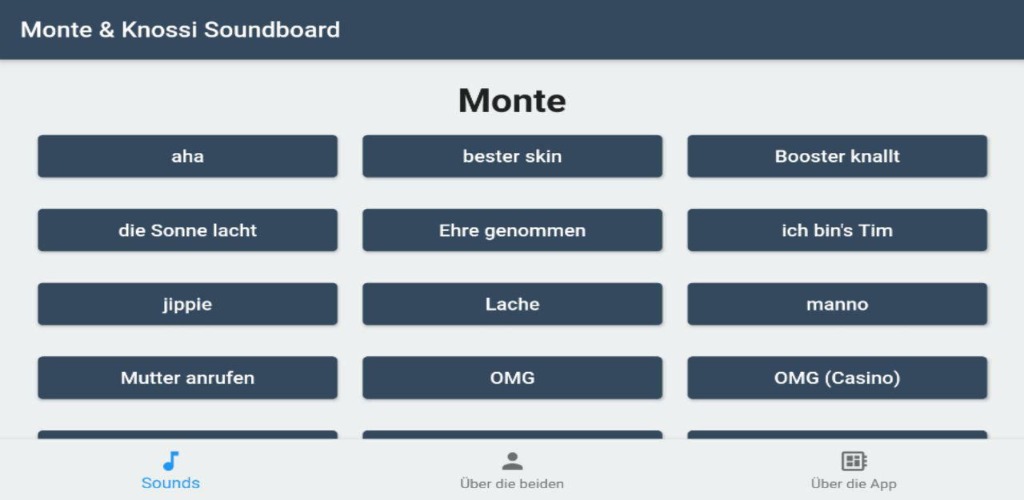 Monte & Knossi Soundboard
Monte
aha
bester skin
Booster knallt
die Sonne lacht
Ehre genommen
ich bin's Tim
jippie
Lache
manno
Mutter anrufen
OMG
OMG (Casino)
Sounds
Über die beiden
Über die App